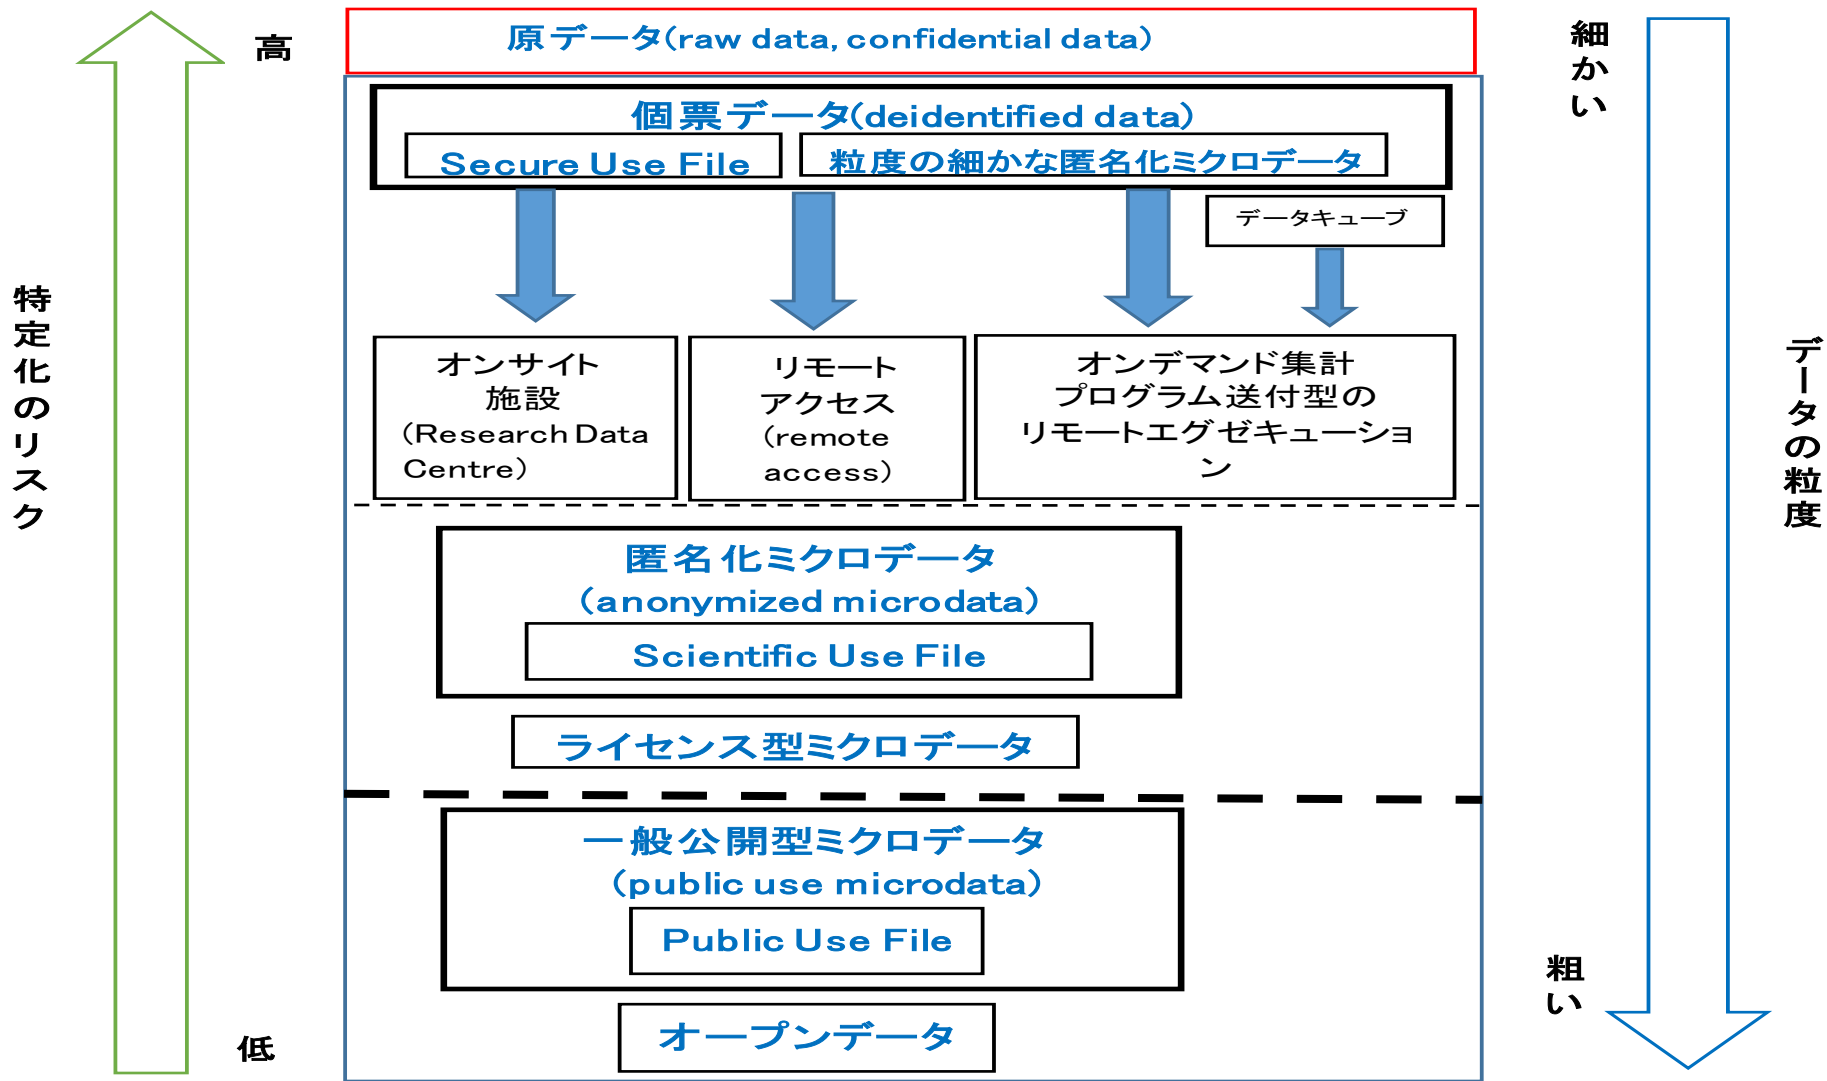 高
原データ(raw data, confidential data)
細かい
個票データ(deidentified data)
Secure Use File
粒度の細かな匿名化ミクロデータ
データキューブ
特定化のリスク
データの粒度
オンサイト
施設
(Research Data
Centre)
リモート
アクセス
(remote
access)
オンデマンド集計
プログラム送付型の
リモートエグゼキューショ
ン
匿名化ミクロデータ
(anonymized microdata)
Scientific Use File
ライセンス型ミクロデータ
一般公開型ミクロデータ
(public use microdata)
Public Use File
粗い
オープンデータ
低